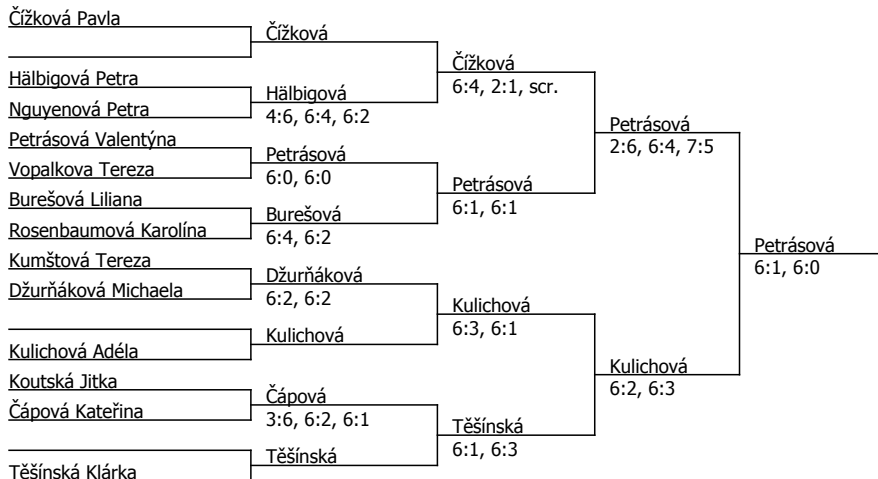 Čížková Pavla
Hälbigová Petra
Nguyenová Petra
Petrásová Valentýna
Vopalkova Tereza
Burešová Liliana
Rosenbaumová Karolína
Kumštová Tereza
Džurňáková Michaela
Kulichová Adéla
Koutská Jitka
Čápová Kateřina
Těšínská Klárka
Čížková
Hälbigová
4:6, 6:4, 6:2
Petrásová
6:0, 6:0
Burešová
6:4, 6:2
Džurňáková
6:2, 6:2
Kulichová
Čápová
3:6, 6:2, 6:1
Těšínská
Čížková
6:4, 2:1, scr.
Petrásová
6:1, 6:1
Kulichová
6:3, 6:1
Těšínská
6:1, 6:3
Petrásová
2:6, 6:4, 7:5
Kulichová
6:2, 6:3
Petrásová
6:1, 6:0